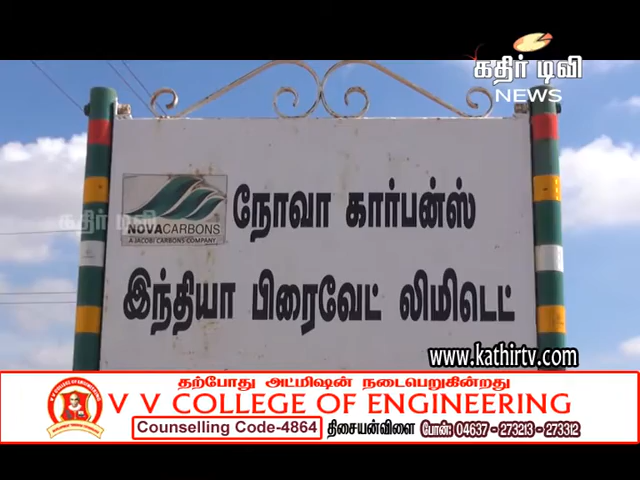 கதிர் டிவி
NEWS
NOVACARBONS
A JACOBI CARBONS COMPANY
நோவா கார்பன்ஸ்
கதிர் டிவி
இந்தியா பிரைவேட் லிமிடெட்
www.kathirtv.com
தற்போது அட்மிஷன் நடைபெறுகின்றது
V V COLLEGE OF ENGINEERING
Counselling Code-4864 திசையன்விளை போன்: 04637 - 273213 - 273312